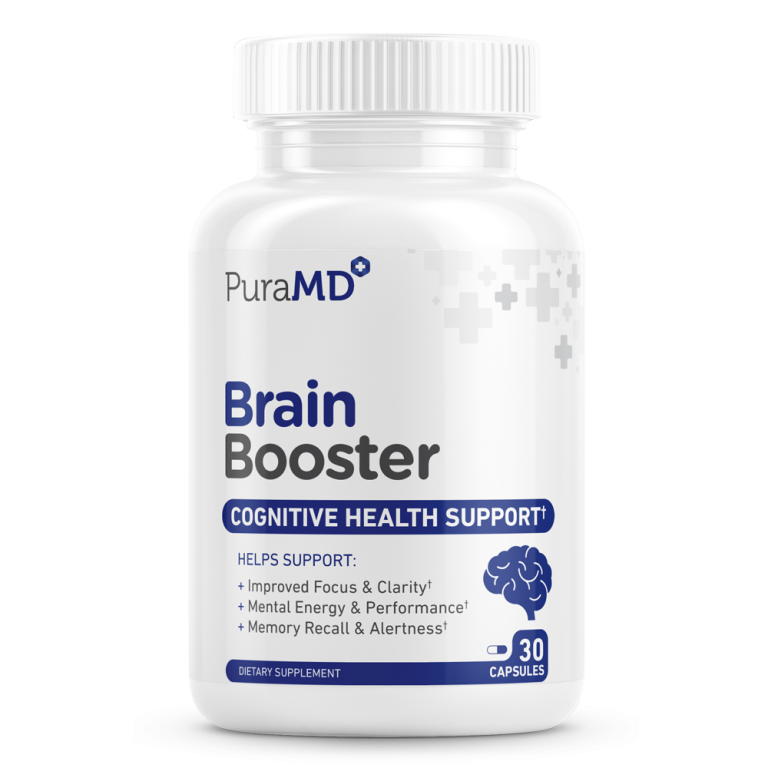 PuraMD
Brain
Booster
COGNITIVE HEALTH SUPPORT†
HELPS SUPPORT:
+ Improved Focus & Clarity†
+ Mental Energy & Performance†
+ Memory Recall & Alertness†
30
CAPSULES
DIETARY SUPPLEMENT